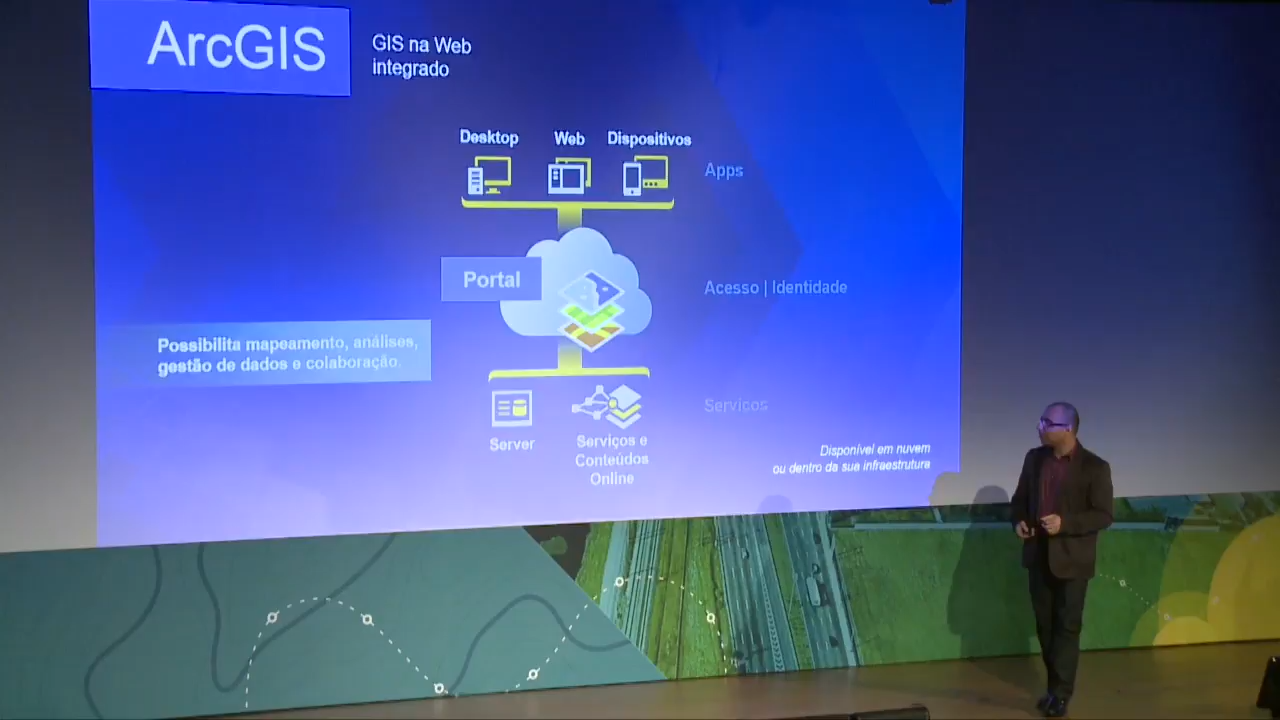 ArcGIS
GIS na Web
integrado
Desktop
Web
Dispositivos
Apps
Portal
Acesso | Identidade
Possibilita mapeamento, análises,
gestão de dados e colaboração.
Serviços
Server
Serviços e
Conteúdos
Online
Disponível em nuvem
ou dentro da sua infraestrutura